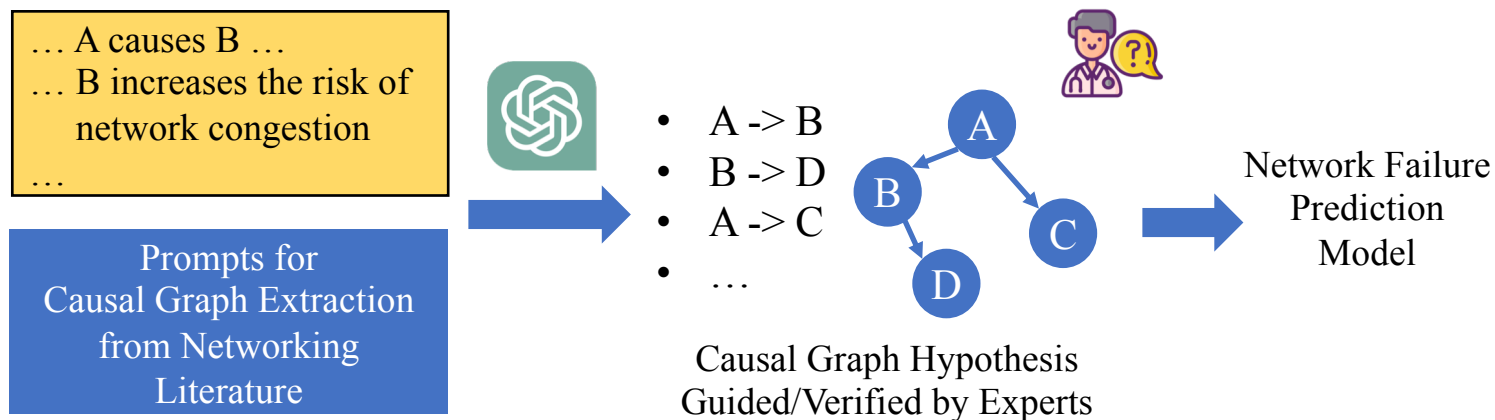 … A causes B …
… B increases the risk of
network congestion
…
Prompts for
Causal Graph Extraction
from Networking
Literature
• A -> B
• B -> D
• A -> C
• …
A
B
C
D
?!
Causal Graph Hypothesis
Guided/Verified by Experts
Network Failure
Prediction
Model